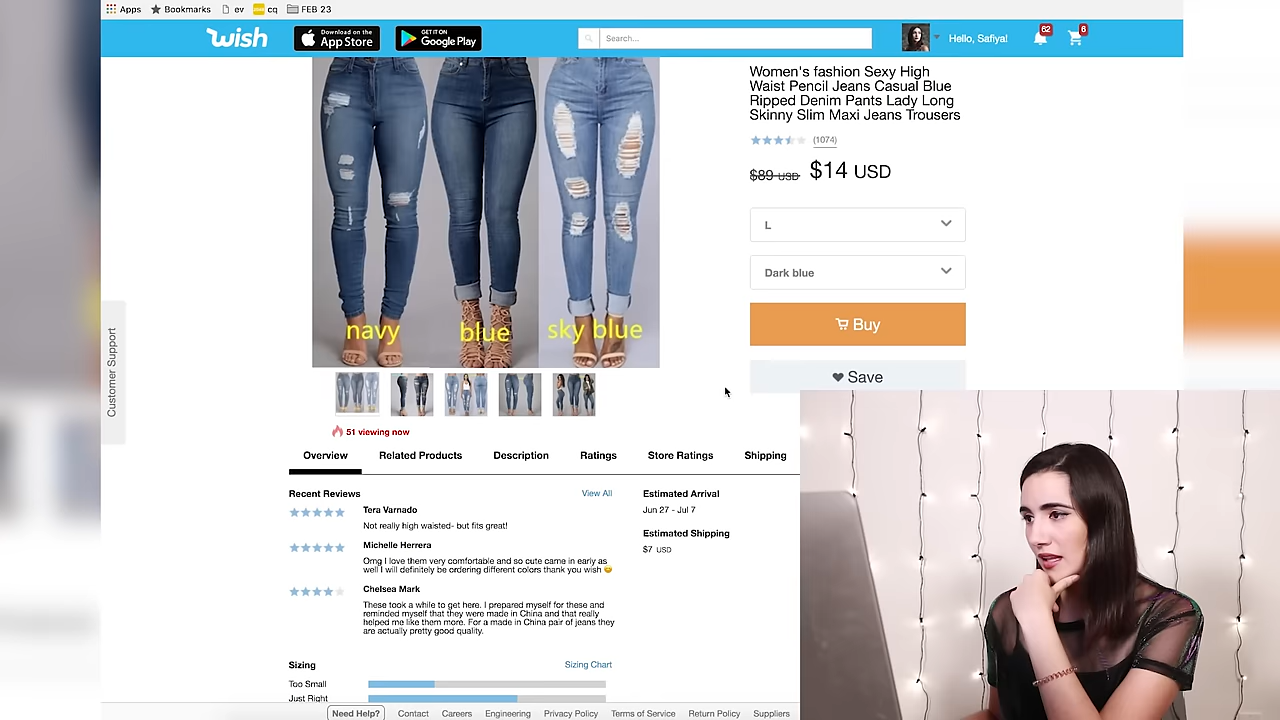 Apps Bookmarks ev cq FEB 23
wish
Download on the
App Store
GET IT ON
Google Play
Search...
Hello, Safiya!
62
6
Women's fashion Sexy High
Waist Pencil Jeans Casual Blue
Ripped Denim Pants Lady Long
Skinny Slim Maxi Jeans Trousers
(1074)
$89 USD $14 USD
L
Dark blue
Buy
Save
navy blue sky blue
Customer Support
51 viewing now
Overview Related Products Description Ratings Store Ratings Shipping
Recent Reviews View All
Tera Varnado
Not really high waisted- but fits great!
Michelle Herrera
Omg I love them very comfortable and so cute came in early as
well I will definitely be ordering different colors thank you wish 😊
Chelsea Mark
These took a while to get here. I prepared myself for these and
reminded myself that they were made in China and that really
helped me like them more. For a made in China pair of jeans they
are actually pretty good quality.
Estimated Arrival
Jun 27 - Jul 7
Estimated Shipping
$7 USD
Sizing Sizing Chart
Too Small
Just Right
Need Help? Contact Careers Engineering Privacy Policy Terms of Service Return Policy Suppliers